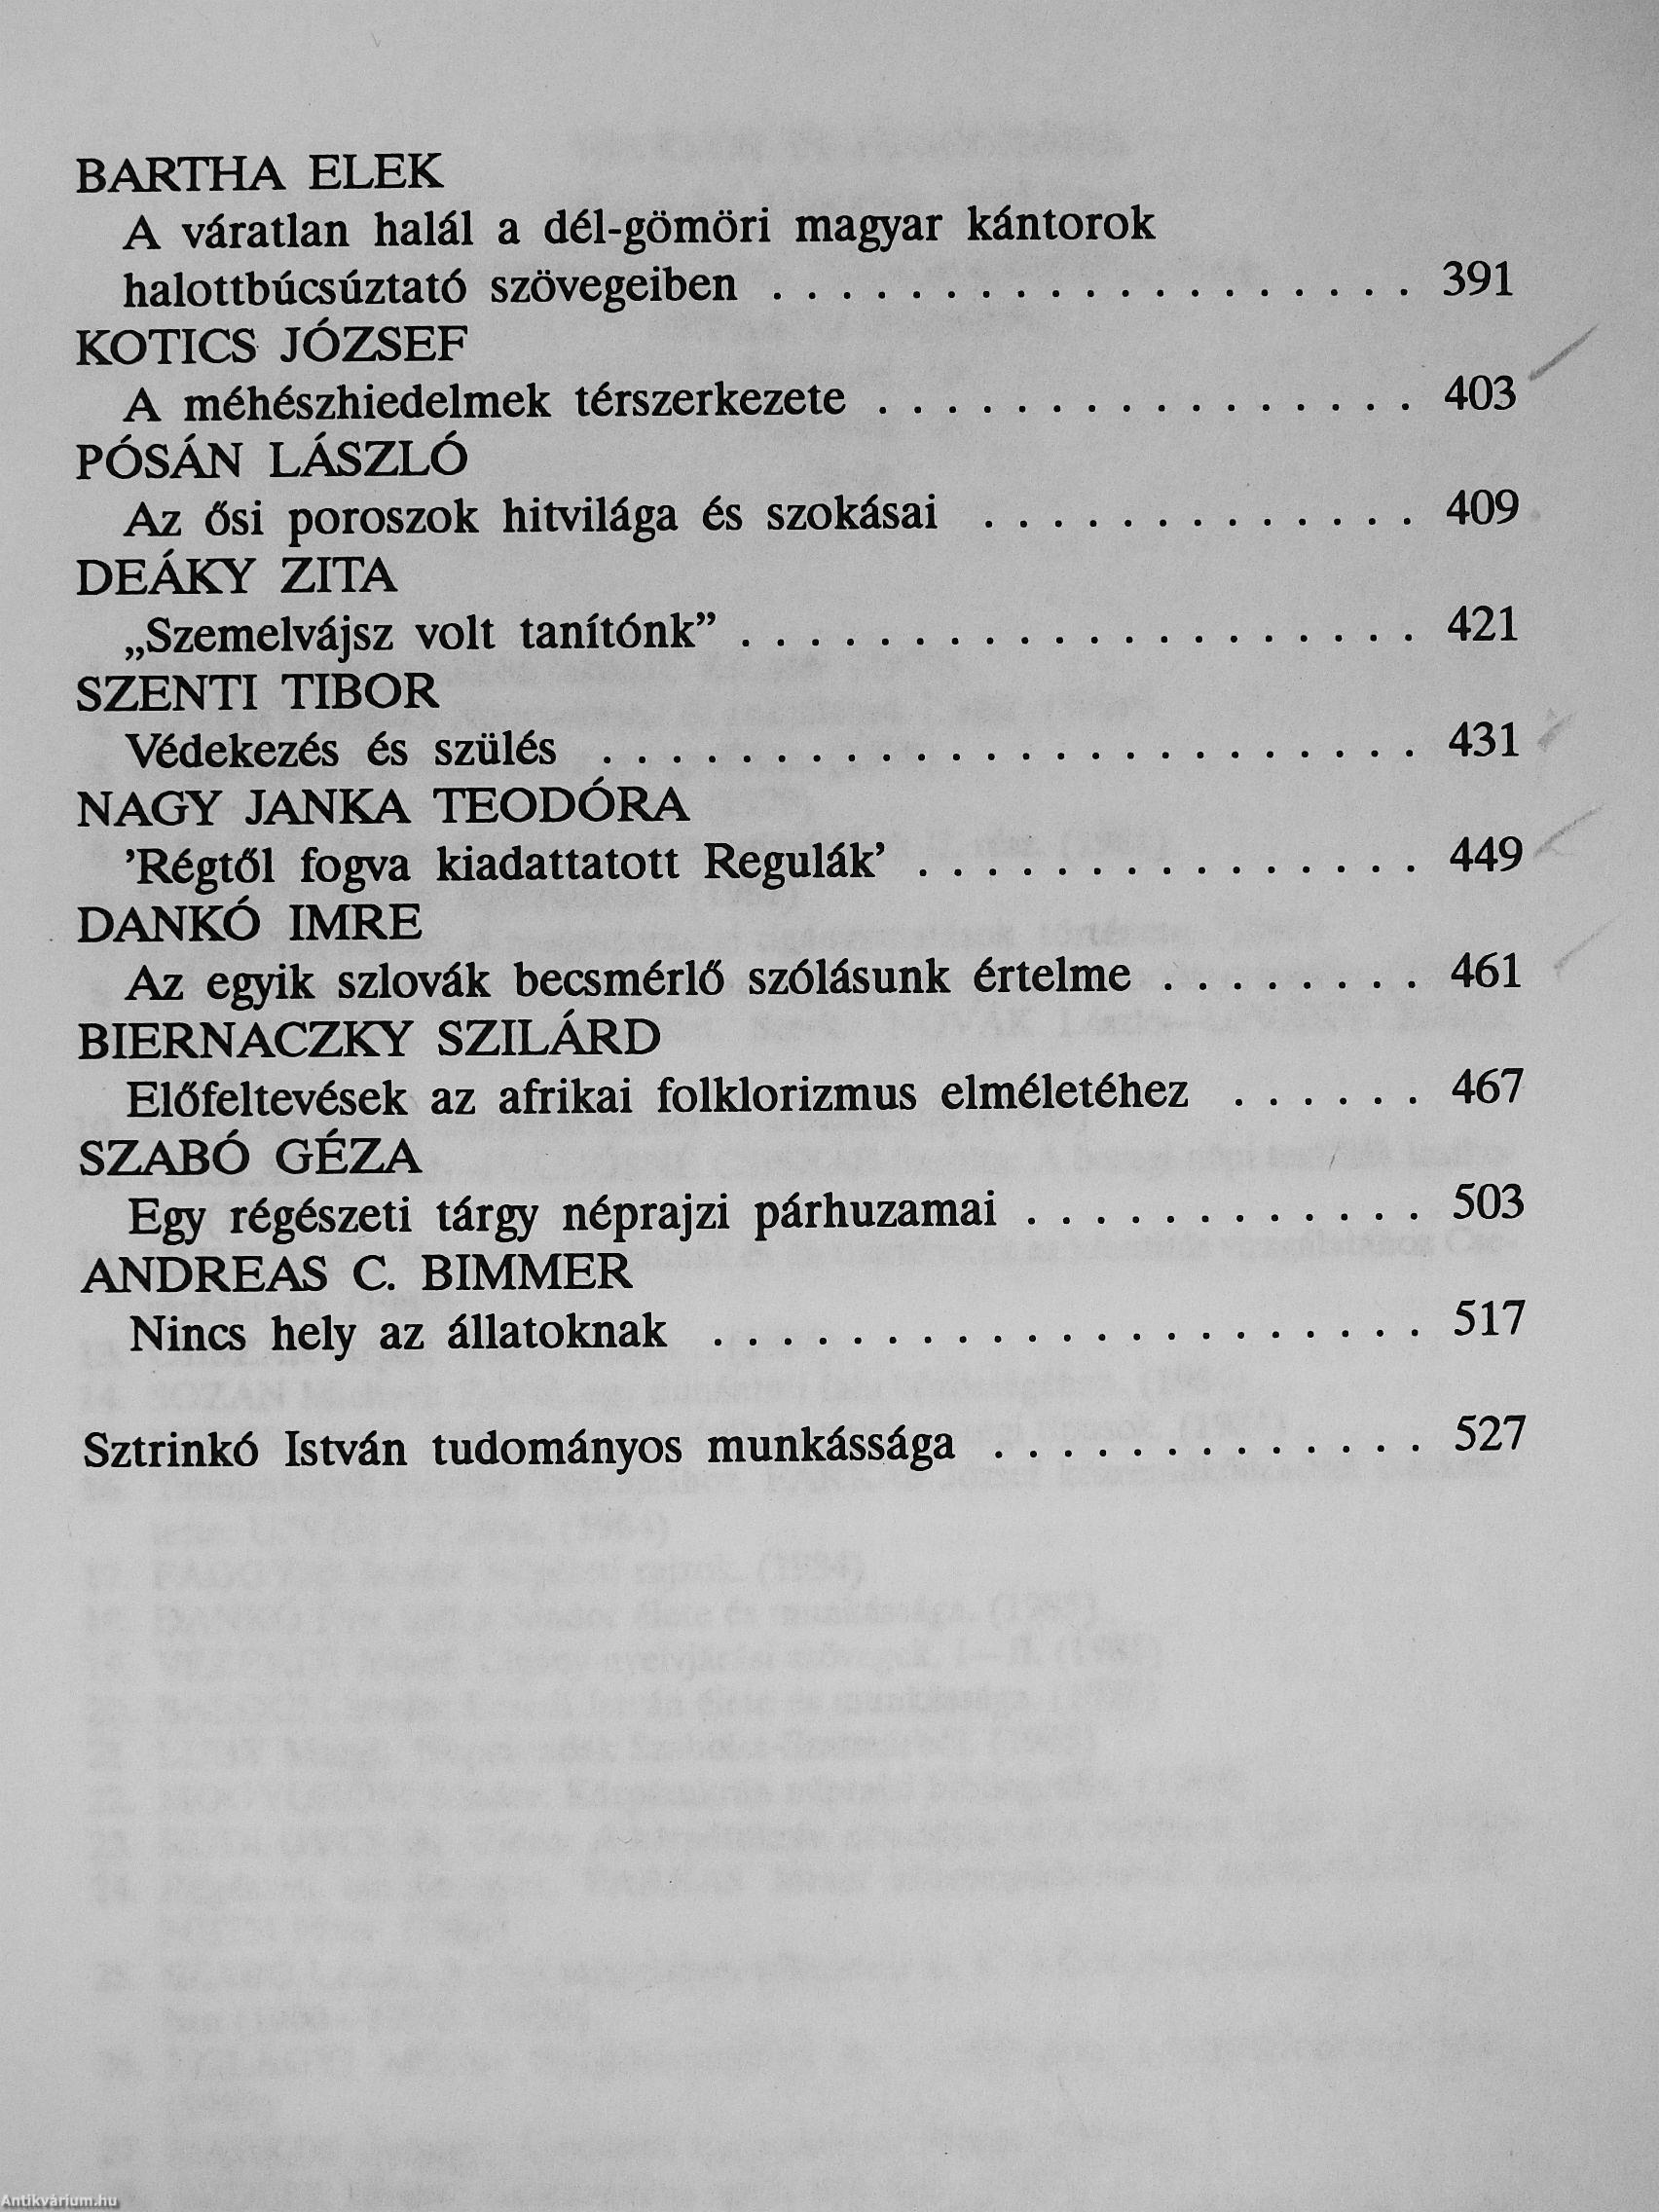 BARTHA ELEK
A váratlan halál a dél-gömöri magyar kántorok
halottbúcsúztató szövegeiben . . . . . . . . . . . . . . . . . . . 391
KOTICS JÓZSEF
A méhészhiedelmek térszerkezete . . . . . . . . . . . . . . . . 403
PÓSÁN LÁSZLÓ
Az ősi poroszok hitvilága és szokásai . . . . . . . . . . . . . 409
DEÁKY ZITA
„Szemelvájsz volt tanítónk” . . . . . . . . . . . . . . . . . . . . 421
SZENTI TIBOR
Védekezés és szülés . . . . . . . . . . . . . . . . . . . . . . . . 431
NAGY JANKA TEODÓRA
’Régtől fogva kiadattatott Regulák’ . . . . . . . . . . . . . . . 449
DANKÓ IMRE
Az egyik szlovák becsmérlő szólásunk értelme . . . . . . . . 461
BIERNACZKY SZILÁRD
Előfeltevések az afrikai folklorizmus elméletéhez . . . . . . 467
SZABÓ GÉZA
Egy régészeti tárgy néprajzi párhuzamai . . . . . . . . . . . . 503
ANDREAS C. BIMMER
Nincs hely az állatoknak . . . . . . . . . . . . . . . . . . . . . 517
Sztrinkó István tudományos munkássága . . . . . . . . . . . . . 527
Antikvárium.hu